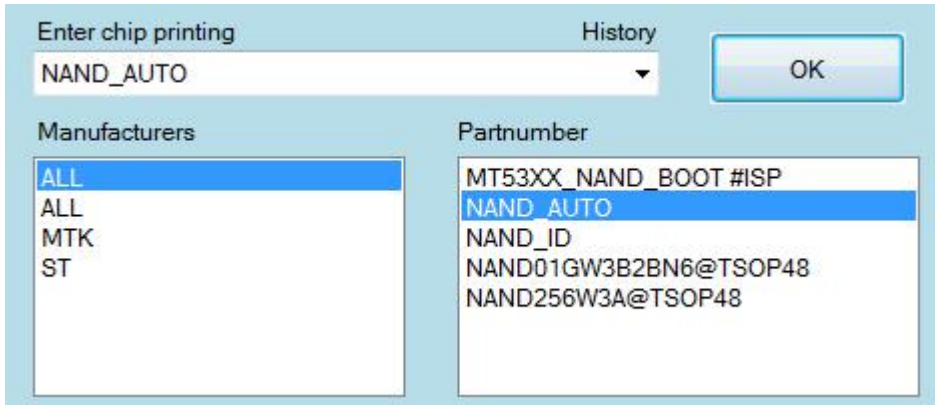 Enter chip printing History
NAND_AUTO
OK
Manufacturers
ALL
ALL
MTK
ST
Partnumber
MT53XX_NAND_BOOT #ISP
NAND_AUTO
NAND_ID
NAND01GW3B2BN6@TSOP48
NAND256W3A@TSOP48